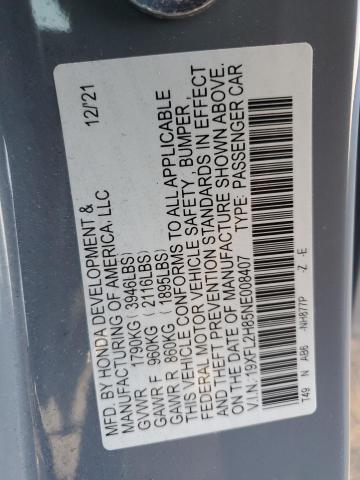 MFD. BY HONDA DEVELOPMENT & 12/21
MANUFACTURING OF AMERICA, LLC
GVWR 1790KG ( 3946LBS)
GAWR F 960KG ( 2116LBS)
GAWR R 860KG ( 1895LBS)
THIS VEHICLE CONFORMS TO ALL APPLICABLE
FEDERAL MOTOR VEHICLE SAFETY, BUMPER,
AND THEFT PREVENTION STANDARDS IN EFFECT
ON THE DATE OF MANUFACTURE SHOWN ABOVE.
V.I.N.: 19XFL2H85NE008407 TYPE: PASSENGER CAR
T49 N AB6 -NH877P -Z -E